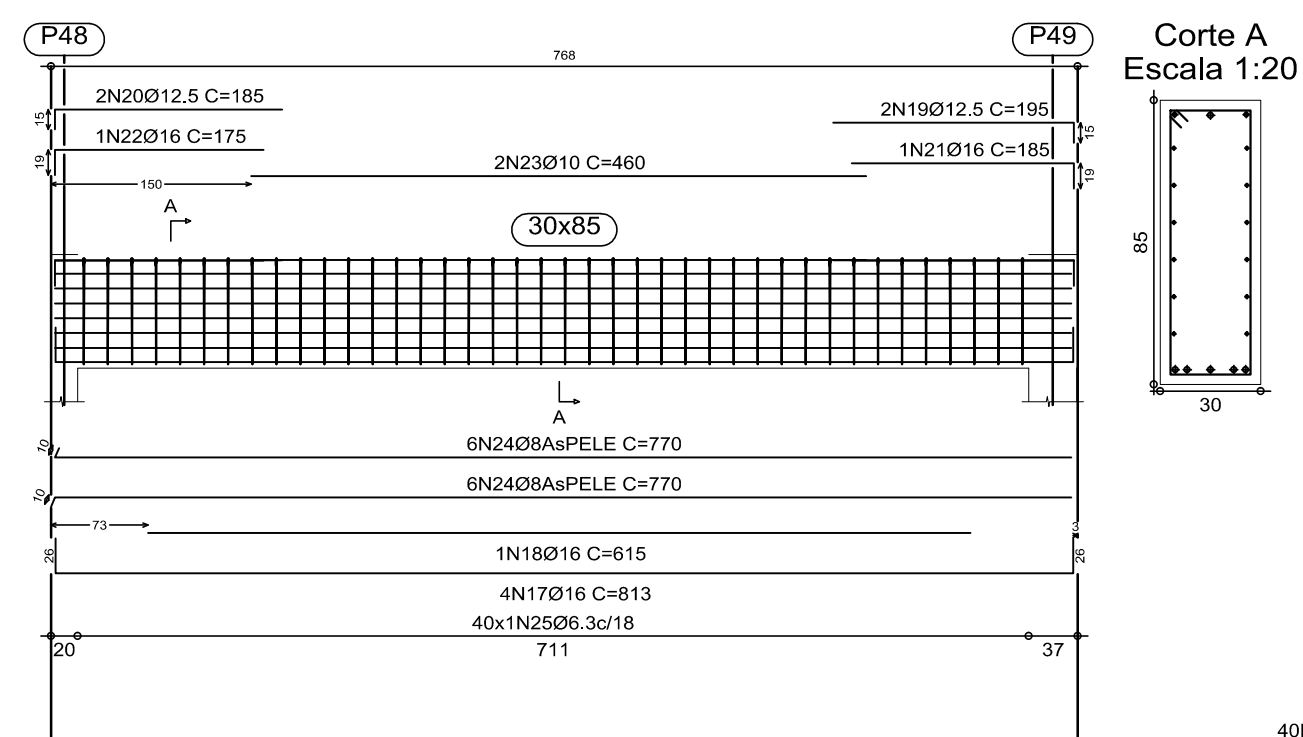 P48
P49
768
Corte A
Escala 1:20
2N20Ø12.5 C=185
15
2N19Ø12.5 C=195
15
1N22Ø16 C=175
19
1N21Ø16 C=185
19
2N23Ø10 C=460
150
A
30x85
85
30
A
10
6N24Ø8AsPELE C=770
10
6N24Ø8AsPELE C=770
73
3
26
1N18Ø16 C=615
26
4N17Ø16 C=813
40x1N25Ø6.3c/18
20
711
37